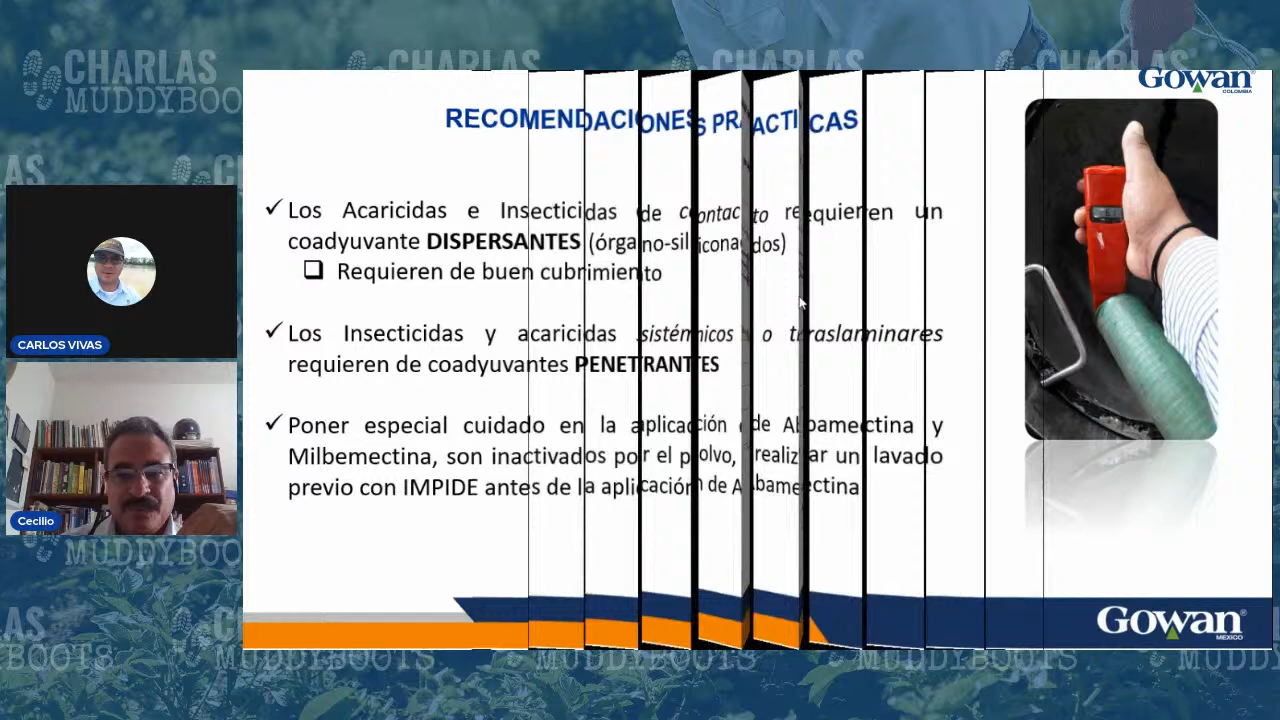 CHARLAS
MUDDYBOOTS
Gowan
COLOMBIA
RECOMENDACIONES PRACTICAS
✓ Los Acaricidas e Insecticidas de contacto requieren un
coadyuvante DISPERSANTES (órgano-siliconados)
❑ Requieren de buen cubrimiento
✓ Los Insecticidas y acaricidas sistémicos o traslaminares
requieren de coadyuvantes PENETRANTES
✓ Poner especial cuidado en la aplicación de Abamectina y
Milbemectina, son inactivados por el polvo, realizar un lavado
previo con IMPIDE antes de la aplicación de Abamectina
CARLOS VIVAS
Cecilio
Gowan
MEXICO